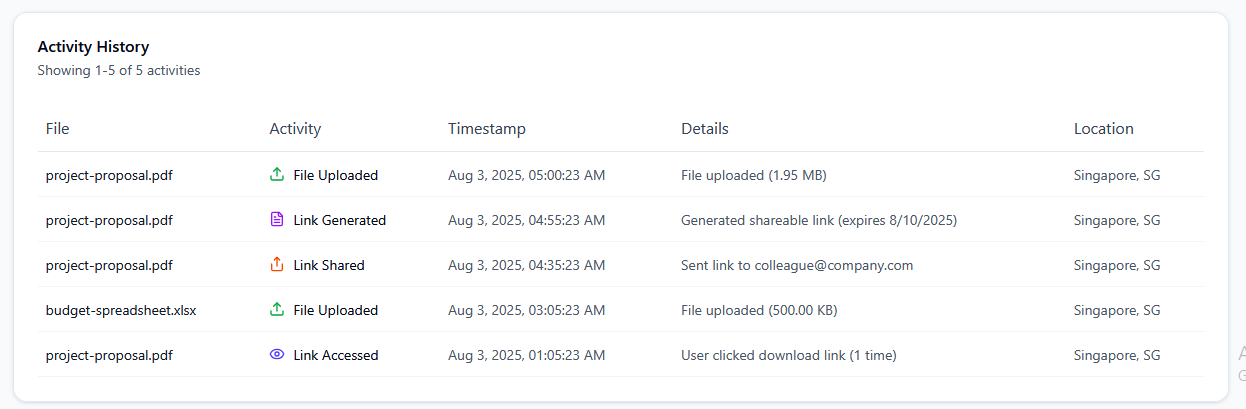 Activity History
Showing 1-5 of 5 activities
File Activity Timestamp Details Location
project-proposal.pdf File Uploaded Aug 3, 2025, 05:00:23 AM File uploaded (1.95 MB) Singapore, SG
project-proposal.pdf Link Generated Aug 3, 2025, 04:55:23 AM Generated shareable link (expires 8/10/2025) Singapore, SG
project-proposal.pdf Link Shared Aug 3, 2025, 04:35:23 AM Sent link to colleague@company.com Singapore, SG
budget-spreadsheet.xlsx File Uploaded Aug 3, 2025, 03:05:23 AM File uploaded (500.00 KB) Singapore, SG
project-proposal.pdf Link Accessed Aug 3, 2025, 01:05:23 AM User clicked download link (1 time) Singapore, SG